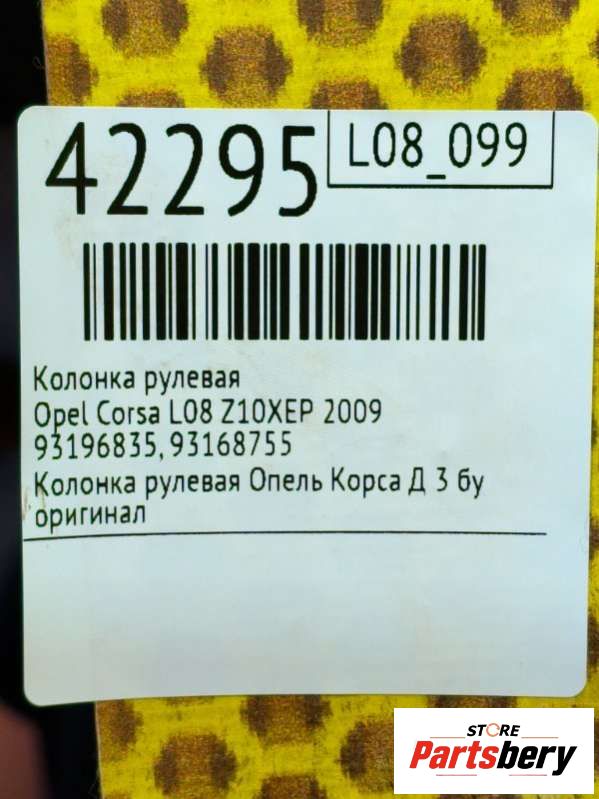 42295
L08_099
Колонка рулевая
Opel Corsa L08 Z10XEP 2009
93196835, 93168755
Колонка рулевая Опель Корса Д 3 бу
оригинал
STORE
Partsbery